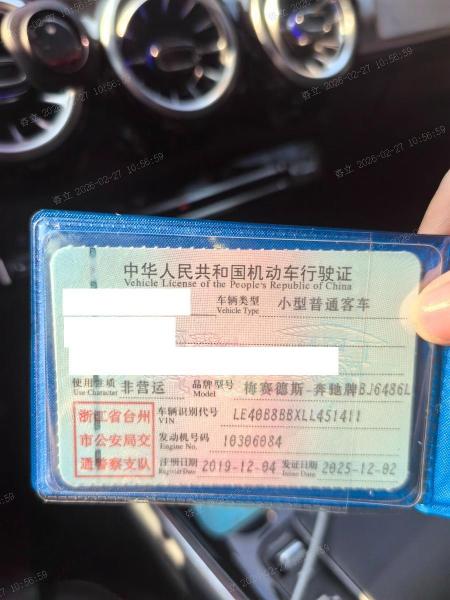 中华人民共和国机动车行驶证
Vehicle License of the People's Republic of China
车辆类型 小型普通客车
Vehicle Type
使用性质 非营运 品牌型号 梅赛德斯-奔驰牌BJ6486L
Use Character Model
浙江省台州
市公安局交
通警察支队
车辆识别代号 LE40B8BBXLL451411
VIN
发动机号码 10306084
Engine No.
注册日期 2019-12-04 发证日期 2025-12-02
Register Date Issue Date
2026-02-27 10:56:59